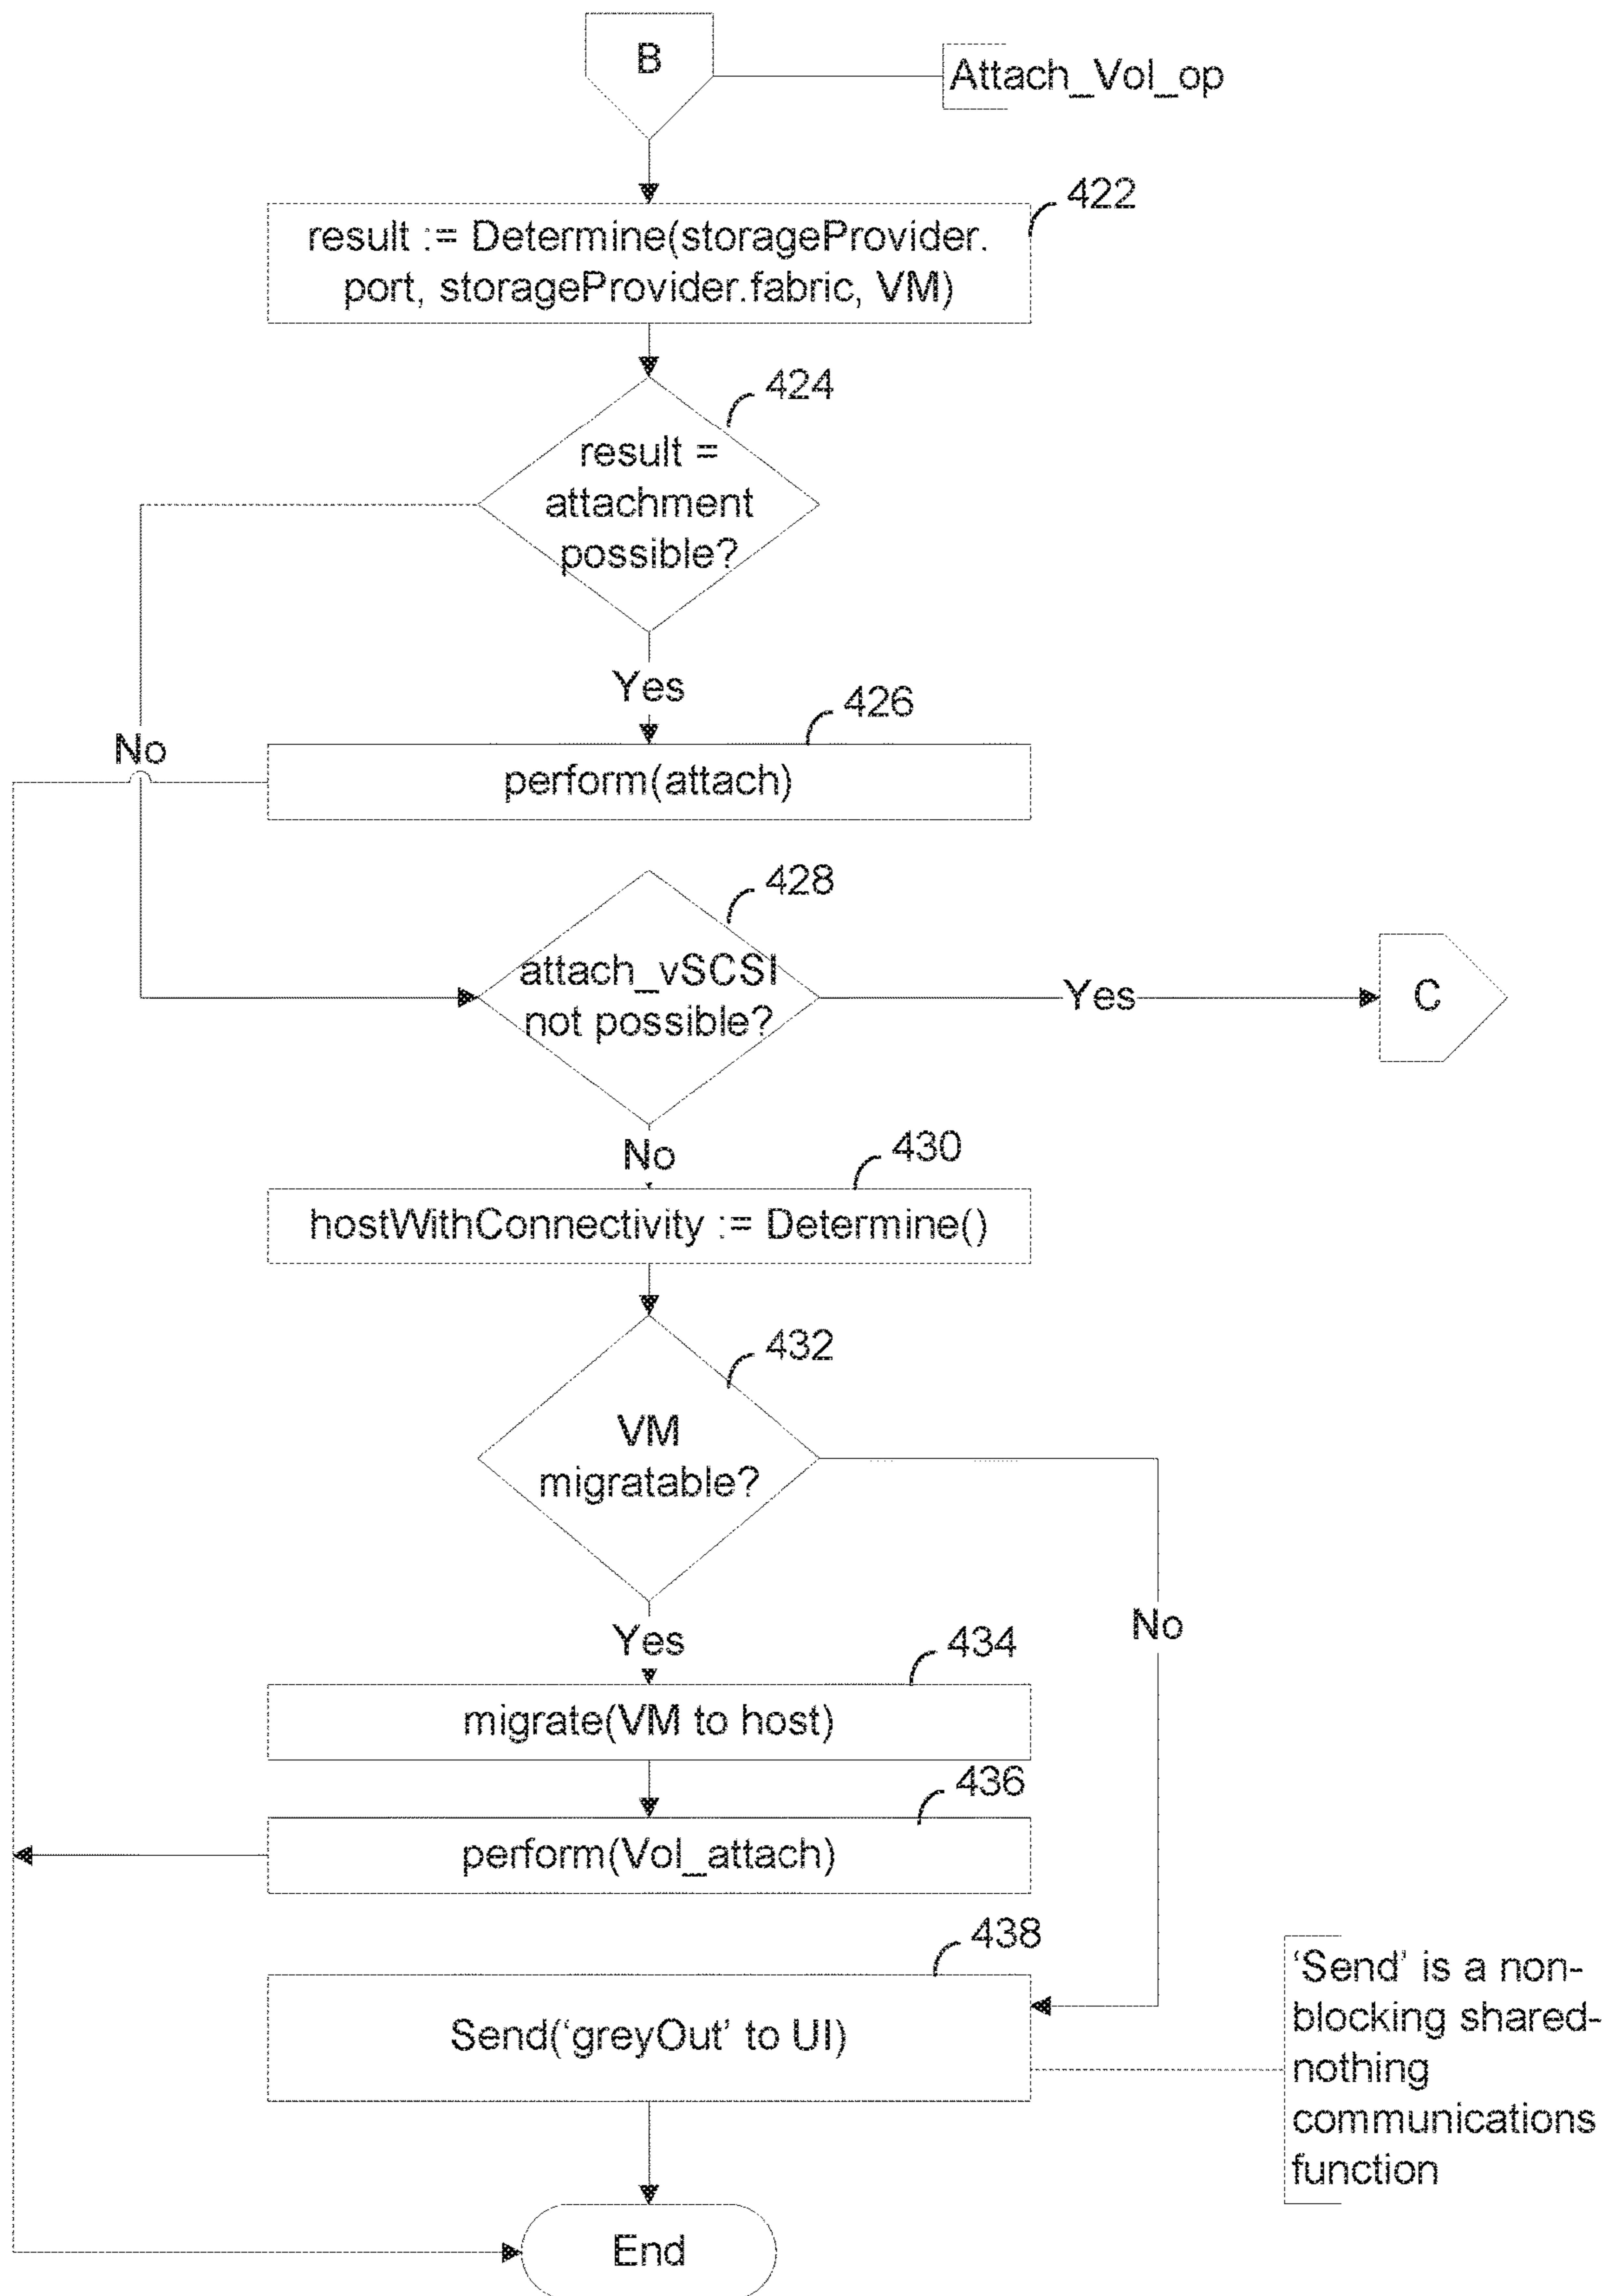 B
Attach_Vol_op
422
result := Determine(storageProvider.
port, storageProvider.fabric, VM)
424
result =
attachment
possible?
Yes
426
No
perform(attach)
428
attach_vSCSI
not possible?
Yes
C
No
430
hostWithConnectivity := Determine()
432
VM
migratable?
No
Yes
434
migrate(VM to host)
436
perform(Vol_attach)
438
Send(‘greyOut’ to UI)
‘Send’ is a non-
blocking shared-
nothing
communications
function
End